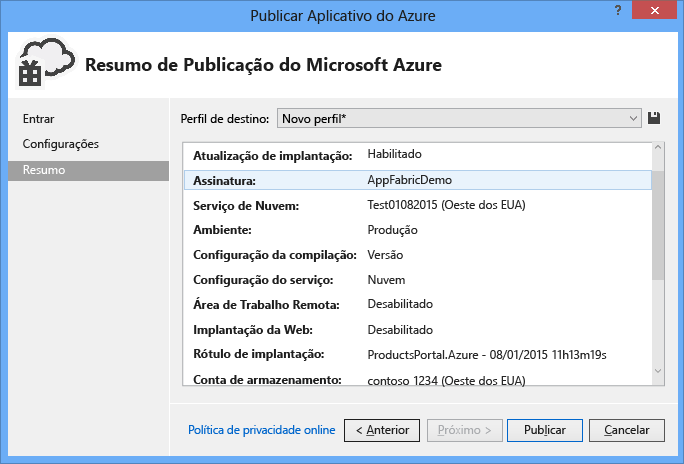 Publicar Aplicativo do Azure
?
Resumo de Publicação do Microsoft Azure
Entrar
Configurações
Resumo
Perfil de destino: Novo perfil*
Atualização de implantação: Habilitado
Assinatura: AppFabricDemo
Serviço de Nuvem: Test01082015 (Oeste dos EUA)
Ambiente: Produção
Configuração da compilação: Versão
Configuração do serviço: Nuvem
Área de Trabalho Remota: Desabilitado
Implantação da Web: Desabilitado
Rótulo de implantação: ProductsPortal.Azure - 08/01/2015 11h13m19s
Conta de armazenamento: contoso 1234 (Oeste dos EUA)
Política de privacidade online
< Anterior
Próximo >
Publicar
Cancelar